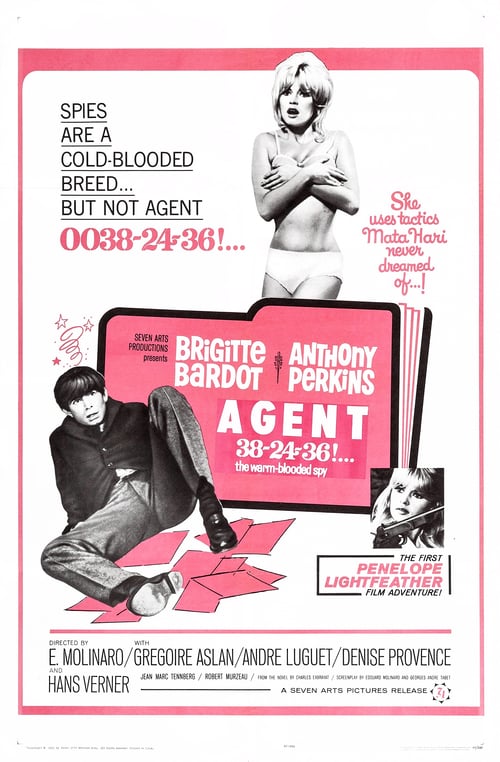 SPIES
ARE A
COLD-BLOODED
BREED...
BUT NOT AGENT
0038-24-36!...
She
uses tactics
Mata Hari
never
dreamed
of...!
SEVEN ARTS
PRODUCTIONS
presents
BRIGITTE
BARDOT
ANTHONY
PERKINS
AGENT
38-24-36!...
the warm-blooded spy
THE FIRST
PENELOPE
LIGHTFEATHER
FILM ADVENTURE!
DIRECTED BY
E. MOLINARO/
WITH
GREGOIRE ASLAN/ANDRE LUGUET/DENISE PROVENCE
AND
HANS VERNER
JEAN MARC TENNBERG / ROBERT MURZEAU / FROM THE NOVEL BY CHARLES EXBRAYAT / SCREENPLAY BY EDOUARD MOLINARO AND GEORGES-ANDRE TABET
A SEVEN ARTS PICTURES RELEASE